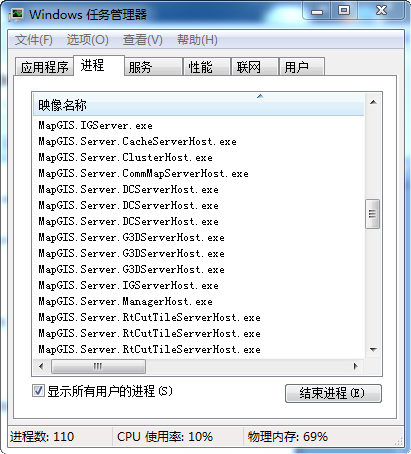 Windows 任务管理器
文件(F) 选项(O) 查看(V) 帮助(H)
应用程序 进程 服务 性能 联网 用户
映像名称
MapGIS.IGServer.exe
MapGIS.Server.CacheServerHost.exe
MapGIS.Server.ClusterHost.exe
MapGIS.Server.CommMapServerHost.exe
MapGIS.Server.DCServerHost.exe
MapGIS.Server.DCServerHost.exe
MapGIS.Server.DCServerHost.exe
MapGIS.Server.G3DServerHost.exe
MapGIS.Server.G3DServerHost.exe
MapGIS.Server.G3DServerHost.exe
MapGIS.Server.IGServerHost.exe
MapGIS.Server.ManagerHost.exe
MapGIS.Server.RtCutTileServerHost.exe
MapGIS.Server.RtCutTileServerHost.exe
MapGIS.Server.RtCutTileServerHost.exe
显示所有用户的进程(S) 结束进程(E)
进程数: 110 CPU 使用率: 10% 物理内存: 69%